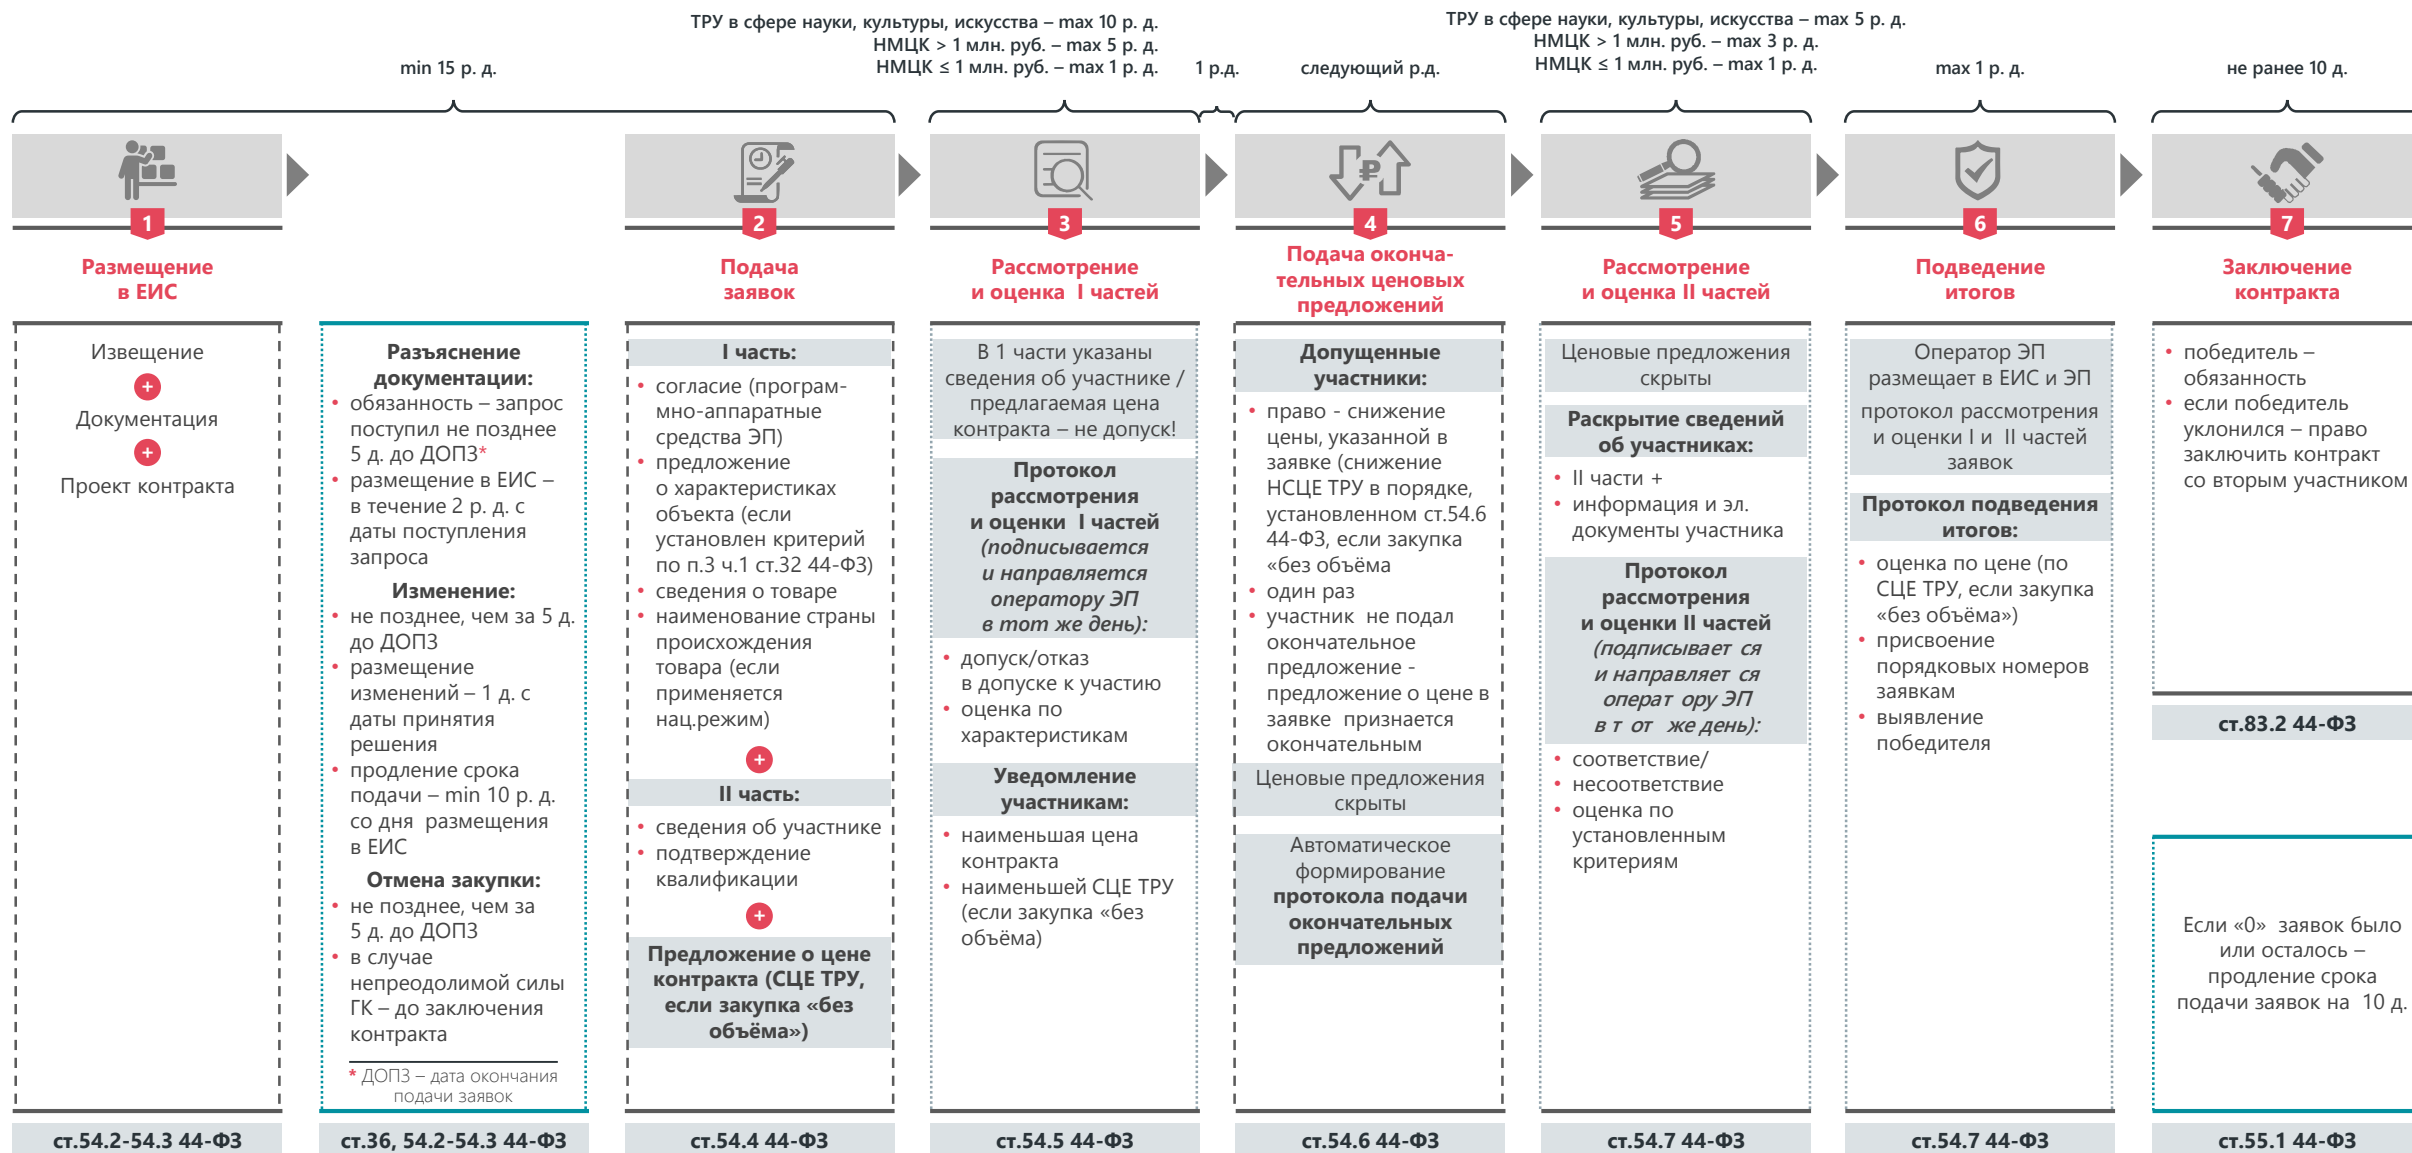 ТРУ в сфере науки, культуры, искусства – max 10 р. д.
НМЦК > 1 млн. руб. – max 5 р. д.
НМЦК ≤ 1 млн. руб. – max 1 р. д.
ТРУ в сфере науки, культуры, искусства – max 5 р. д.
НМЦК > 1 млн. руб. – max 3 р. д.
НМЦК ≤ 1 млн. руб. – max 1 р. д.
min 15 р. д.
1 р.д.
следующий р.д.
max 1 р. д.
не ранее 10 д.
1
Размещение
в ЕИС
Извещение
+
Документация
+
Проект контракта
ст.54.2-54.3 44-ФЗ
Разъяснение
документации:
• обязанность – запрос
поступил не позднее
5 д. до ДОПЗ*
• размещение в ЕИС –
в течение 2 р. д. с
даты поступления
запроса
Изменение:
• не позднее, чем за 5 д.
до ДОПЗ
• размещение
изменений – 1 д. с
даты принятия
решения
• продление срока
подачи – min 10 р. д.
со дня размещения
в ЕИС
Отмена закупки:
• не позднее, чем за
5 д. до ДОПЗ
• в случае
непреодолимой силы
ГК – до заключения
контракта
* ДОПЗ – дата окончания
подачи заявок
ст.36, 54.2-54.3 44-ФЗ
2
Подача
заявок
I часть:
• согласие (програм-
мно-аппаратные
средства ЭП)
• предложение
о характеристиках
объекта (если
установлен критерий
по п.3 ч.1 ст.32 44-ФЗ)
• сведения о товаре
• наименование страны
происхождения
товара (если
применяется
нац.режим)
+
II часть:
• сведения об участнике
• подтверждение
квалификации
+
Предложение о цене
контракта (СЦЕ ТРУ,
если закупка «без
объёма»)
ст.54.4 44-ФЗ
3
Рассмотрение
и оценка I частей
В 1 части указаны
сведения об участнике /
предлагаемая цена
контракта – не допуск!
Протокол
рассмотрения
и оценки I частей
(подписывается
и направляется
оператору ЭП
в тот же день):
• допуск/отказ
в допуске к участию
• оценка по
характеристикам
Уведомление
участникам:
• наименьшая цена
контракта
• наименьшей СЦЕ ТРУ
(если закупка «без
объёма)
ст.54.5 44-ФЗ
4
Подача оконча-
тельных ценовых
предложений
Допущенные
участники:
• право - снижение
цены, указанной в
заявке (снижение
НСЦЕ ТРУ в порядке,
установленном ст.54.6
44-ФЗ, если закупка
«без объёма
• один раз
• участник не подал
окончательное
предложение -
предложение о цене в
заявке признается
окончательным
Ценовые предложения
скрыты
Автоматическое
формирование
протокола подачи
окончательных
предложений
ст.54.6 44-ФЗ
5
Рассмотрение
и оценка II частей
Ценовые предложения
скрыты
Раскрытие сведений
об участниках:
• II части +
• информация и эл.
документы участника
Протокол
рассмотрения
и оценки II частей
(подписывает ся
и направляет ся
операт ору ЭП
в т от же день):
• соответствие/
• несоответствие
• оценка по
установленным
критериям
ст.54.7 44-ФЗ
6
Подведение
итогов
Оператор ЭП
размещает в ЕИС и ЭП
протокол рассмотрения
и оценки I и II частей
заявок
Протокол подведения
итогов:
• оценка по цене (по
СЦЕ ТРУ, если закупка
«без объёма»)
• присвоение
порядковых номеров
заявкам
• выявление
победителя
ст.54.7 44-ФЗ
7
Заключение
контракта
• победитель –
обязанность
• если победитель
уклонился – право
заключить контракт
со вторым участником
ст.83.2 44-ФЗ
Если «0» заявок было
или осталось –
продление срока
подачи заявок на 10 д.
ст.55.1 44-ФЗ